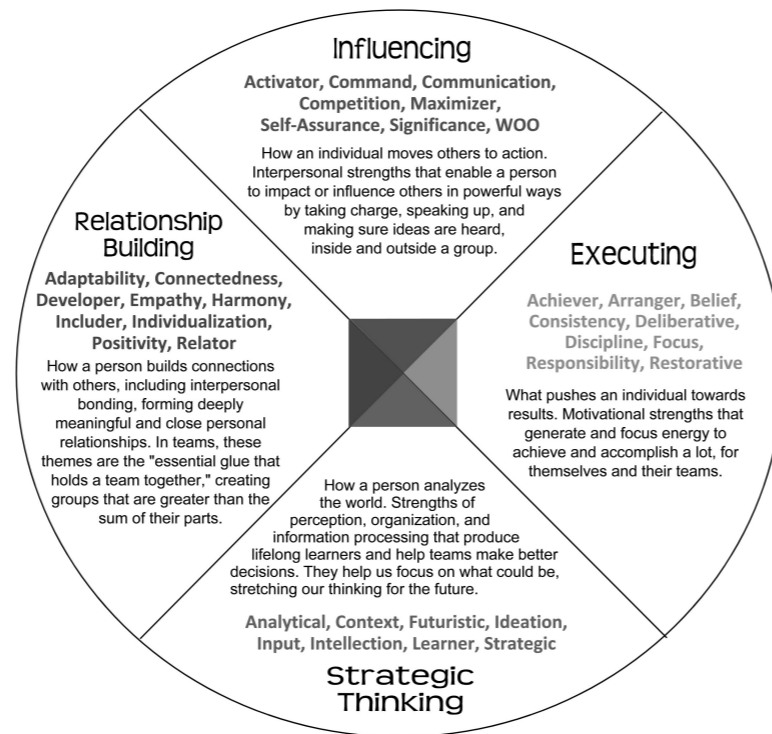 Influencing
Activator, Command, Communication,
Competition, Maximizer,
Self-Assurance, Significance, WOO
How an individual moves others to action.
Interpersonal strengths that enable a person
to impact or influence others in powerful ways
by taking charge, speaking up, and
making sure ideas are heard,
inside and outside a group.
Relationship
Building
Adaptability, Connectedness,
Developer, Empathy, Harmony,
Includer, Individualization,
Positivity, Relator
How a person builds connections
with others, including interpersonal
bonding, forming deeply
meaningful and close personal
relationships. In teams, these
themes are the "essential glue that
holds a team together," creating
groups that are greater than the
sum of their parts.
Executing
Achiever, Arranger, Belief,
Consistency, Deliberative,
Discipline, Focus,
Responsibility, Restorative
What pushes an individual towards
results. Motivational strengths that
generate and focus energy to
achieve and accomplish a lot, for
themselves and their teams.
How a person analyzes
the world. Strengths of
perception, organization, and
information processing that produce
lifelong learners and help teams make better
decisions. They help us focus on what could be,
stretching our thinking for the future.
Analytical, Context, Futuristic, Ideation,
Input, Intellection, Learner, Strategic
Strategic
Thinking